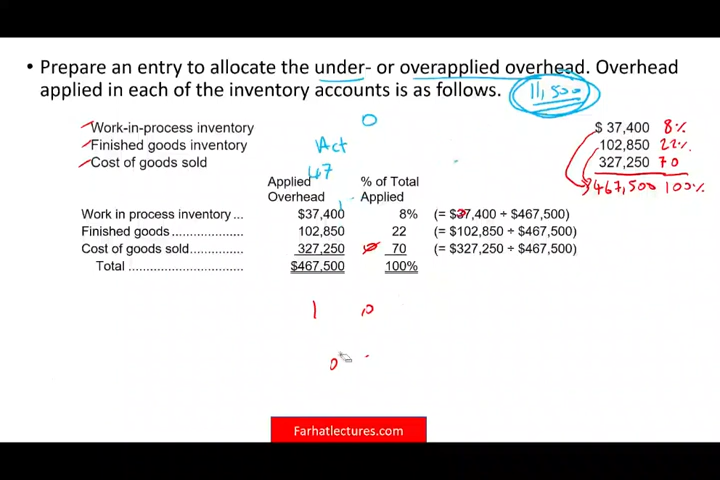 • Prepare an entry to allocate the under- or overapplied overhead. Overhead
applied in each of the inventory accounts is as follows. 11,500
Work-in-process inventory $ 37,400 8%
Finished goods inventory 102,850 22%
Cost of goods sold 327,250 70
$467,500 100%
0
Act
47
Applied Overhead % of Total Applied
Work in process inventory ... $37,400 8% (= $37,400 ÷ $467,500)
Finished goods .................... 102,850 22 (= $102,850 ÷ $467,500)
Cost of goods sold............... 327,250 70 (= $327,250 ÷ $467,500)
Total ................................ $467,500 100%
1 0
0
Farhatlectures.com